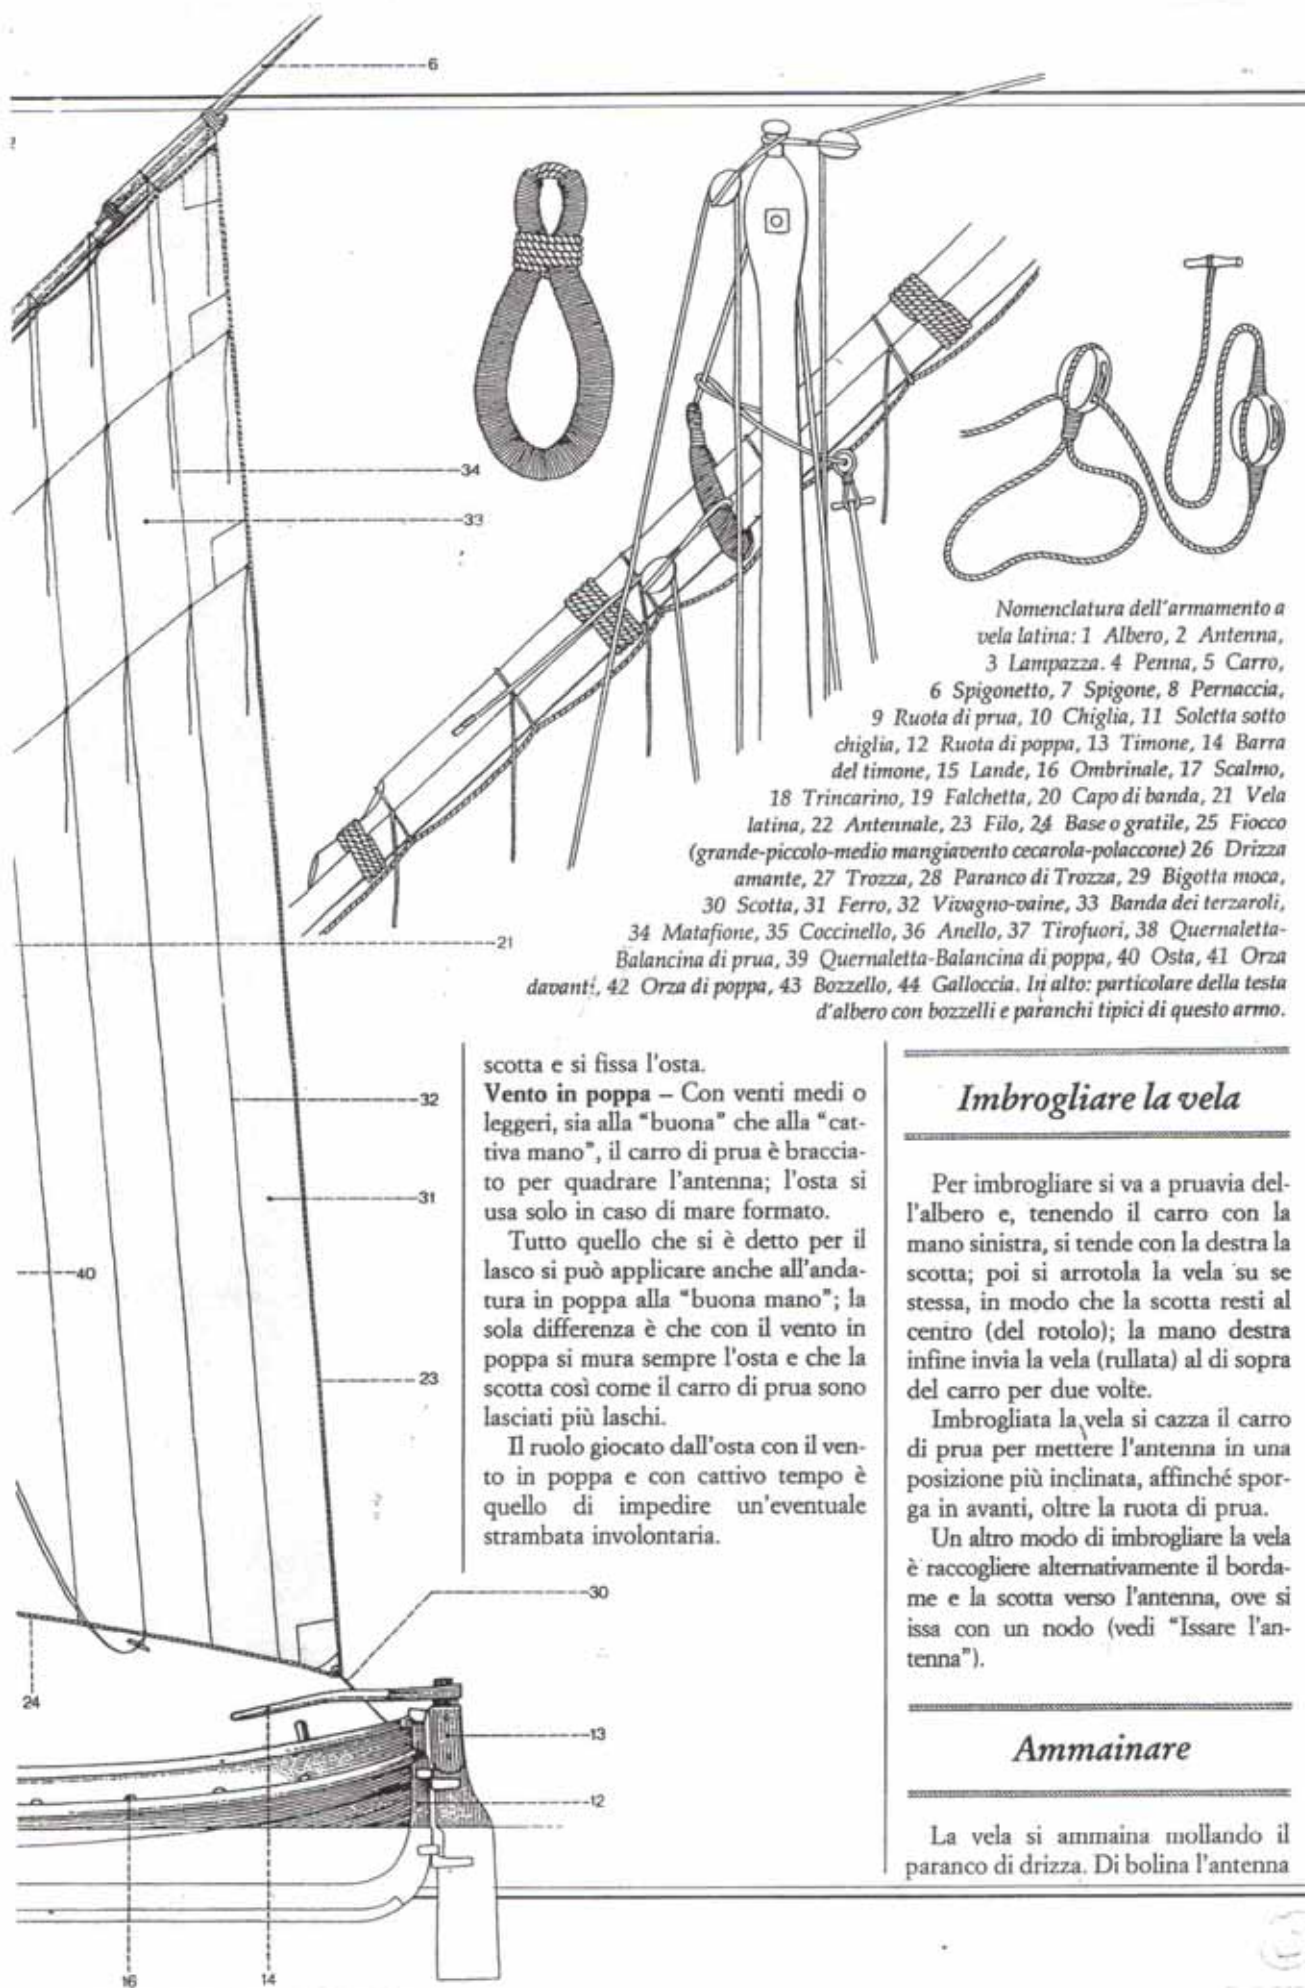 6
34
33
21
32
31
40
23
30
24
13
12
16
14
Nomenclatura dell'armamento a
vela latina: 1 Albero, 2 Antenna,
3 Lampazza. 4 Penna, 5 Carro,
6 Spigonetto, 7 Spigone, 8 Pernaccia,
9 Ruota di prua, 10 Chiglia, 11 Soletta sotto
chiglia, 12 Ruota di poppa, 13 Timone, 14 Barra
del timone, 15 Lande, 16 Ombrinale, 17 Scalmo,
18 Trincarino, 19 Falchetta, 20 Capo di banda, 21 Vela
latina, 22 Antennale, 23 Filo, 24 Base o gratile, 25 Fiocco
(grande-piccolo-medio mangiavento cecarola-polaccone) 26 Drizza
amante, 27 Trozza, 28 Paranco di Trozza, 29 Bigotta moca,
30 Scotta, 31 Ferro, 32 Vivagno-vaine, 33 Banda dei terzaroli,
34 Matafione, 35 Coccinello, 36 Anello, 37 Tirofuori, 38 Quernaletta-
Balancina di prua, 39 Quernaletta-Balancina di poppa, 40 Osta, 41 Orza
davanti, 42 Orza di poppa, 43 Bozzello, 44 Galloccia. In alto: particolare della testa
d'albero con bozzelli e paranchi tipici di questo armo.
scotta e si fissa l'osta.
Vento in poppa – Con venti medi o
leggeri, sia alla "buona" che alla "cat-
tiva mano", il carro di prua è braccia-
to per quadrare l'antenna; l'osta si
usa solo in caso di mare formato.
Tutto quello che si è detto per il
lasco si può applicare anche all'anda-
tura in poppa alla "buona mano"; la
sola differenza è che con il vento in
poppa si mura sempre l'osta e che la
scotta così come il carro di prua sono
lasciati più laschi.
Il ruolo giocato dall'osta con il ven-
to in poppa e con cattivo tempo è
quello di impedire un'eventuale
strambata involontaria.
Imbrogliare la vela
Per imbrogliare si va a pruavia del-
l'albero e, tenendo il carro con la
mano sinistra, si tende con la destra la
scotta; poi si arrotola la vela su se
stessa, in modo che la scotta resti al
centro (del rotolo); la mano destra
infine invia la vela (rullata) al di sopra
del carro per due volte.
Imbrogliata la vela si cazza il carro
di prua per mettere l'antenna in una
posizione più inclinata, affinché spor-
ga in avanti, oltre la ruota di prua.
Un altro modo di imbrogliare la vela
è raccogliere alternativamente il borda-
me e la scotta verso l'antenna, ove si
issa con un nodo (vedi "Issare l'an-
tenna").
Ammainare
La vela si ammaina mollando il
paranco di drizza. Di bolina l'antenna